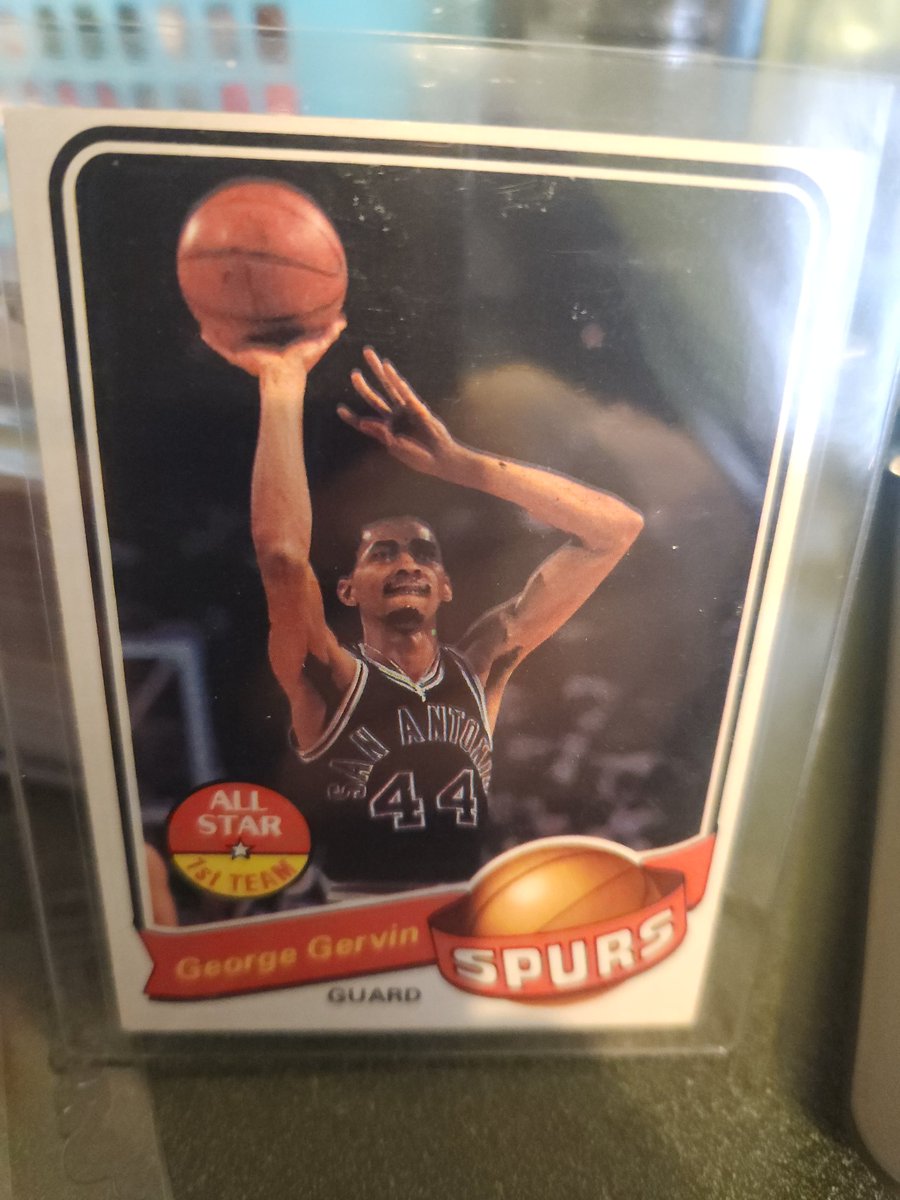 SAN ANTONIO
44
ALL
STAR
1st TEAM
George Gervin
SPURS
GUARD